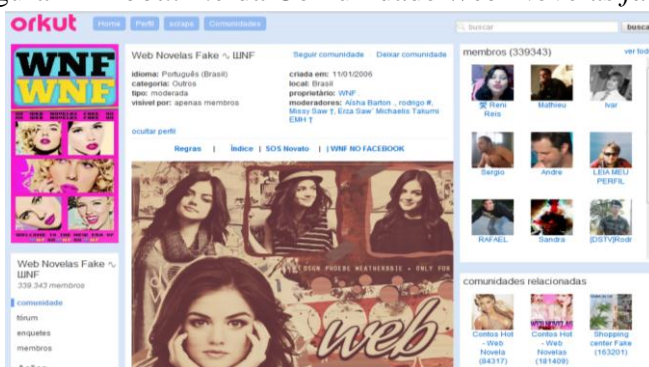 orkut
Home
Perfil
scraps
Comunidades
buscar
busca
WNF
WNF
Web Novelas Fake ∿ ШNF
339.343 membros
comunidade
fórum
enquetes
membros
Web Novelas Fake ∿ ШNF
Seguir comunidade
Deixar comunidade
idioma: Português (Brasil)
categoria: Outros
tipo: moderada
visível por: apenas membros
criada em: 11/01/2006
local: Brasil
proprietário: WNF
moderadores: Aísha Barton ., rodrigo #,
Missy Saw †, Erza Saw' Michaelis Takumi
EMH †
ocultar perfil
Regras | Índice | SOS Novato | | WNF NO FACEBOOK
web
membros (339343)
Reni
Reis
Mathieu
Ivar
Sergio
Andre
LEIA MEU
PERFIL
RAFAEL
Sandra
|DSTV|Rodr
comunidades relacionadas
Contos Hot
- Web
Novela
(84317)
Contos Hot
- Web
Novelas
(181409)
Shopping
center Fake
(163201)